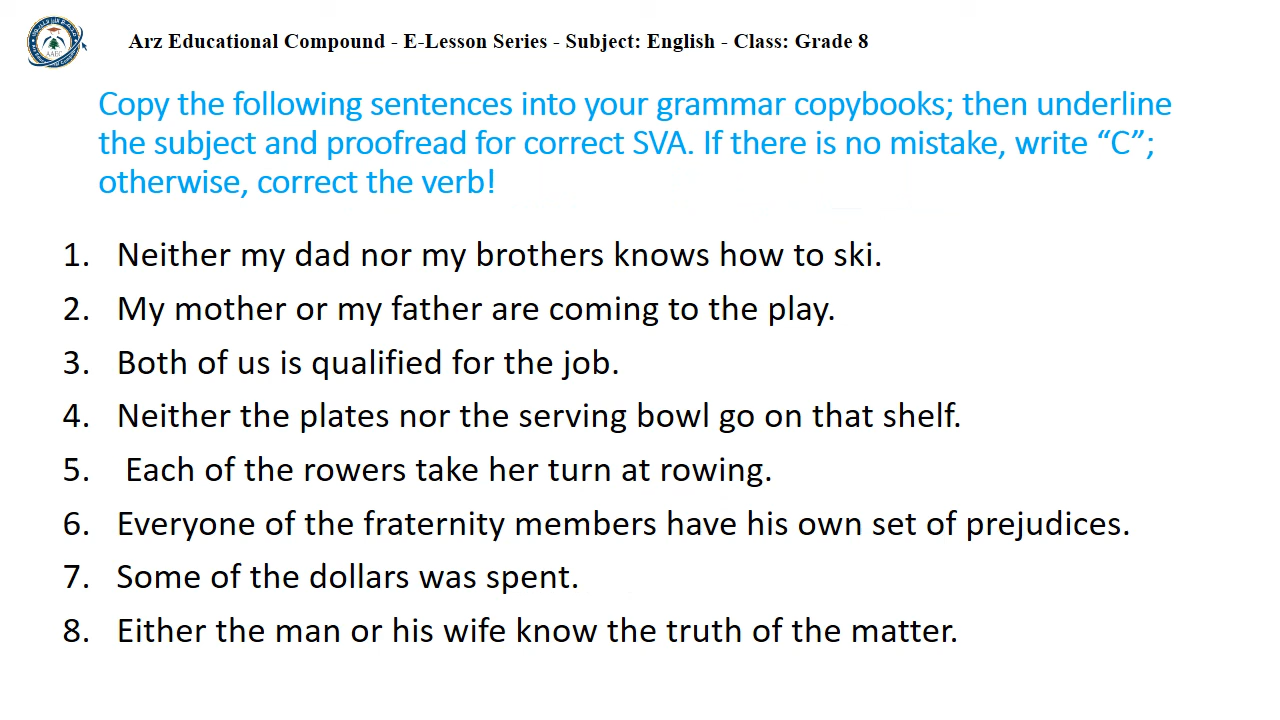 Arz Educational Compound - E-Lesson Series - Subject: English - Class: Grade 8
Copy the following sentences into your grammar copybooks; then underline
the subject and proofread for correct SVA. If there is no mistake, write “C”;
otherwise, correct the verb!
1. Neither my dad nor my brothers knows how to ski.
2. My mother or my father are coming to the play.
3. Both of us is qualified for the job.
4. Neither the plates nor the serving bowl go on that shelf.
5. Each of the rowers take her turn at rowing.
6. Everyone of the fraternity members have his own set of prejudices.
7. Some of the dollars was spent.
8. Either the man or his wife know the truth of the matter.